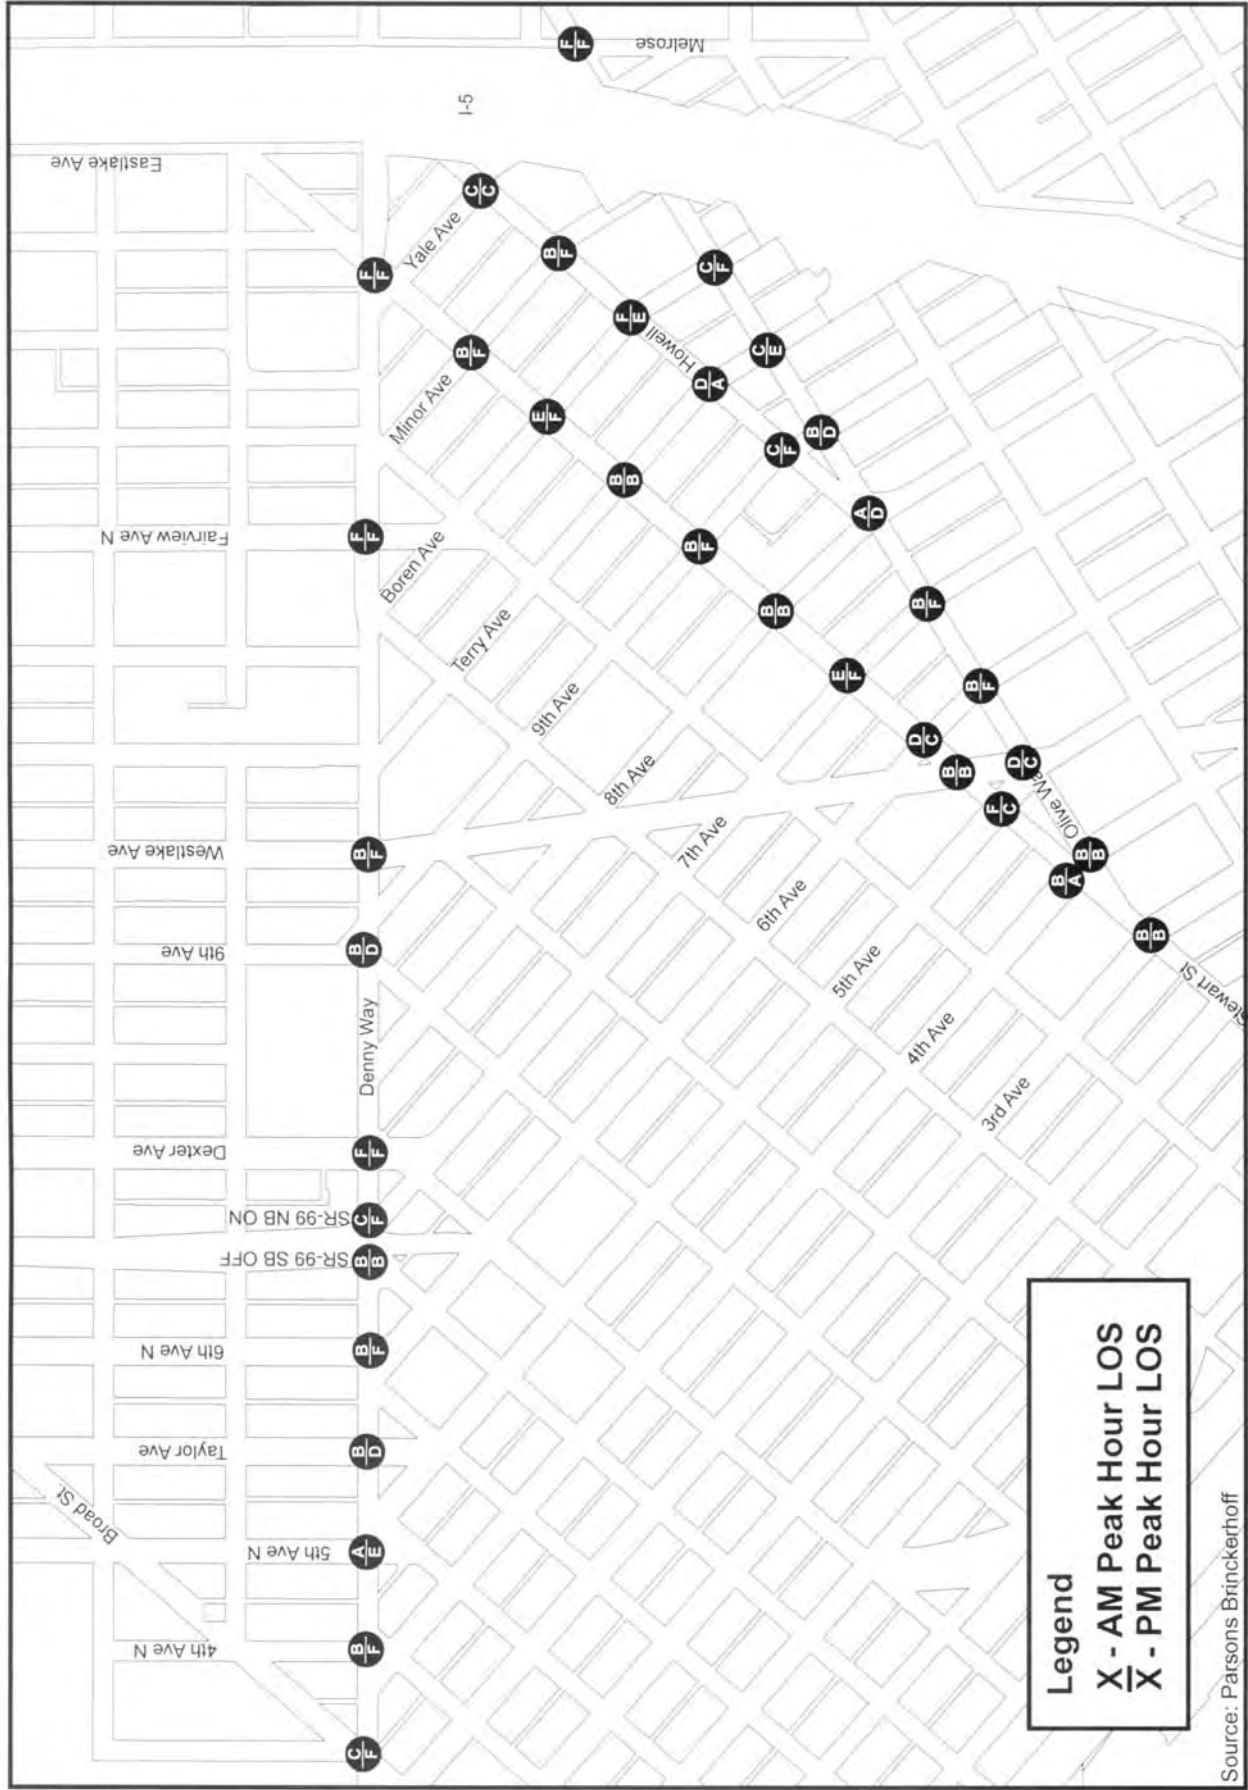 Broad St
4th Ave N
5th Ave N
Taylor Ave
6th Ave N
SR-99 SB OFF
SR-99 NB ON
Dexter Ave
9th Ave
Westlake Ave
Fairview Ave N
Eastlake Ave
Denny Way
C
F
B
F
A
E
B
D
B
F
B
B
C
F
F
F
B
D
B
F
F
F
F
F
I-5
Melrose
F
F
Yale Ave
Minor Ave
Boren Ave
Terry Ave
9th Ave
8th Ave
7th Ave
6th Ave
5th Ave
4th Ave
3rd Ave
B
F
E
F
B
B
B
F
B
B
E
F
D
C
B
B
F
C
B
A
B
B
Stewart St
C
C
B
F
F
E
Howell
D
A
C
F
C
F
C
E
B
D
A
D
B
F
B
F
D
C
Olive Wa
B
B
Legend
X - AM Peak Hour LOS
X - PM Peak Hour LOS
Source: Parsons Brinckerhoff